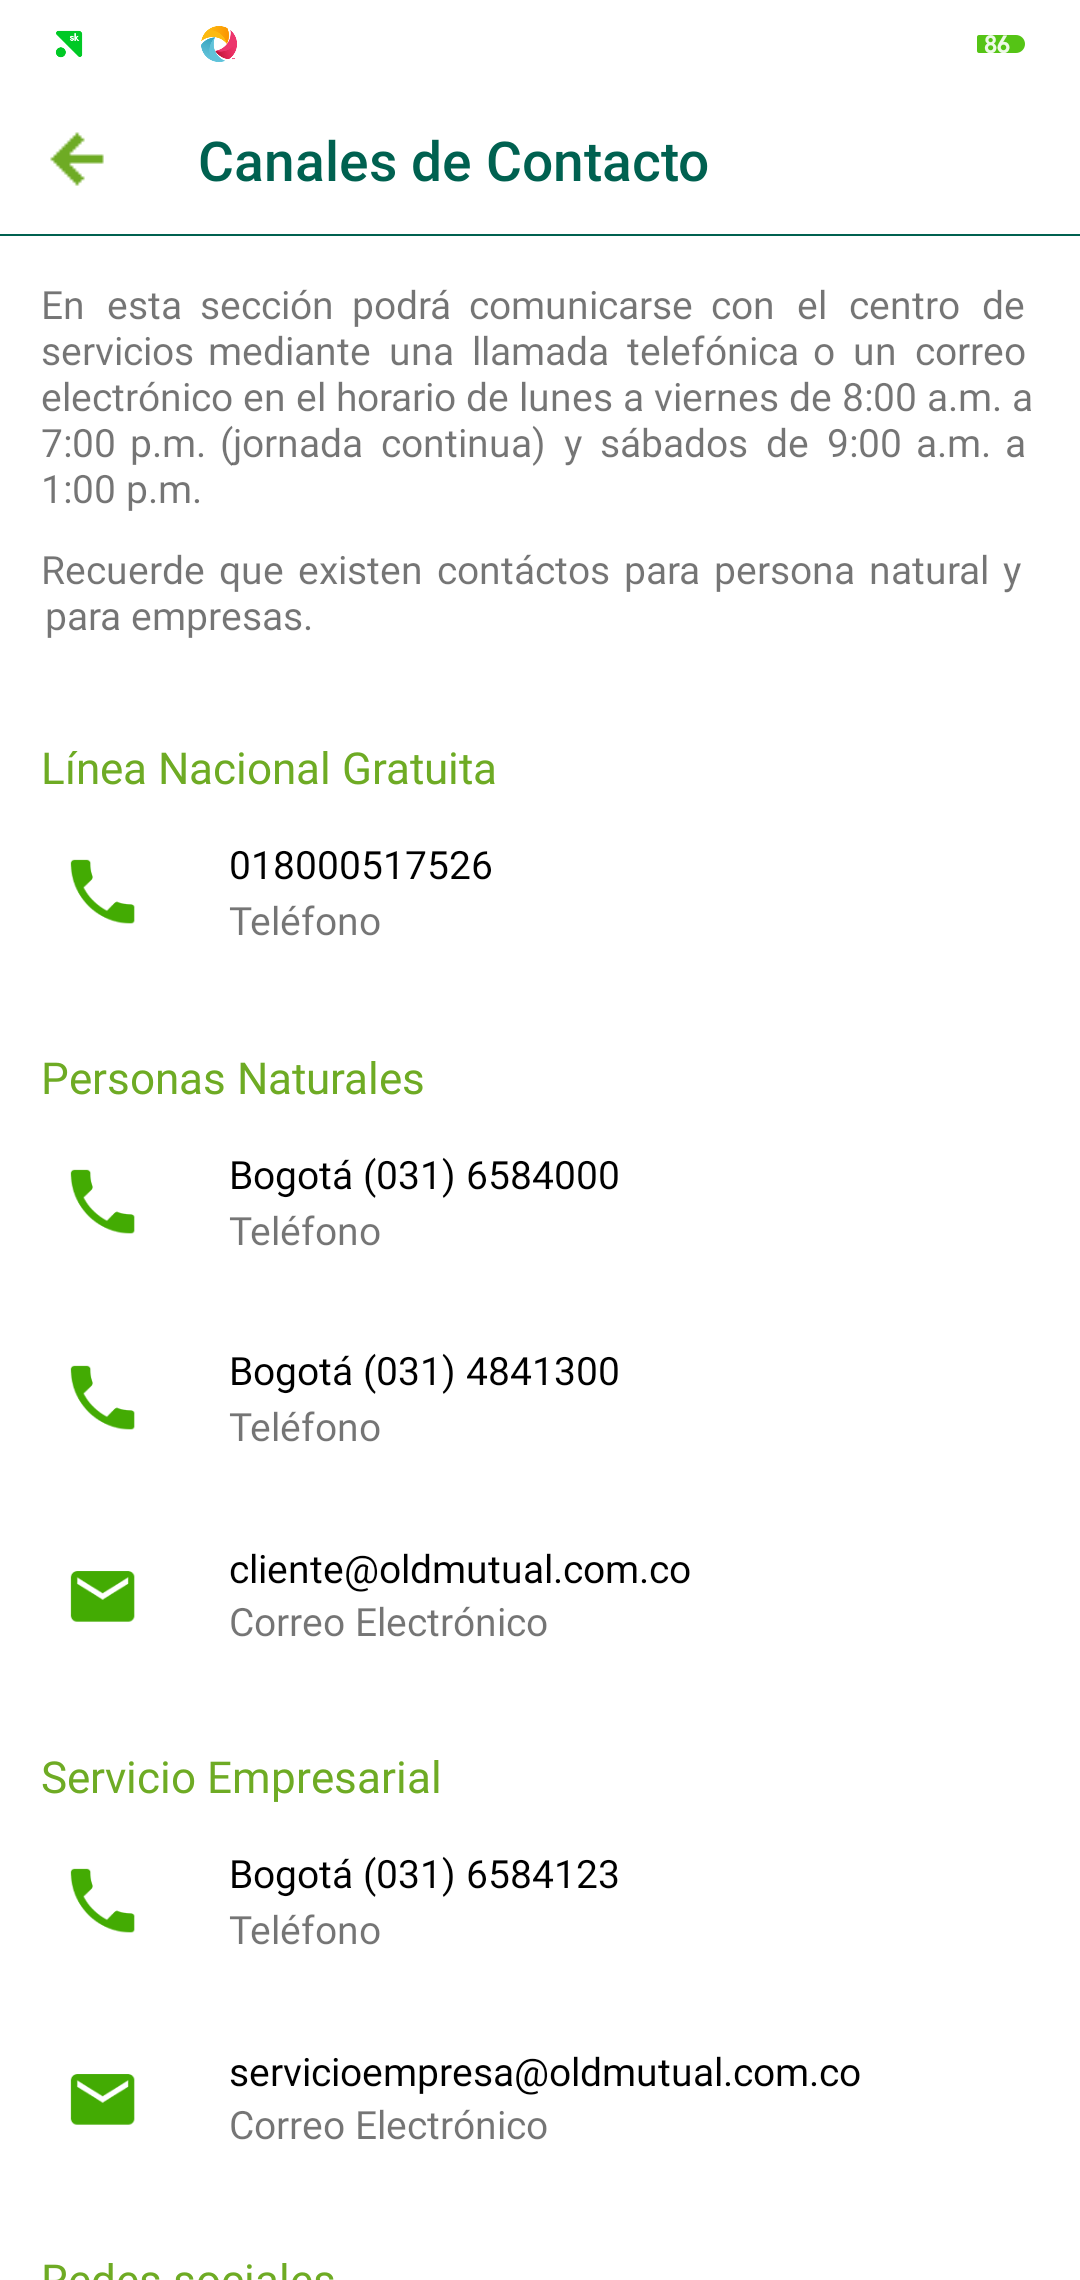 sk
86
Canales de Contacto
En esta sección podrá comunicarse con el centro de
servicios mediante una llamada telefónica o un correo
electrónico en el horario de lunes a viernes de 8:00 a.m. a
7:00 p.m. (jornada continua) y sábados de 9:00 a.m. a
1:00 p.m.
Recuerde que existen contáctos para persona natural y
para empresas.
Línea Nacional Gratuita
018000517526
Teléfono
Personas Naturales
Bogotá (031) 6584000
Teléfono
Bogotá (031) 4841300
Teléfono
cliente@oldmutual.com.co
Correo Electrónico
Servicio Empresarial
Bogotá (031) 6584123
Teléfono
servicioempresa@oldmutual.com.co
Correo Electrónico
Redes sociales